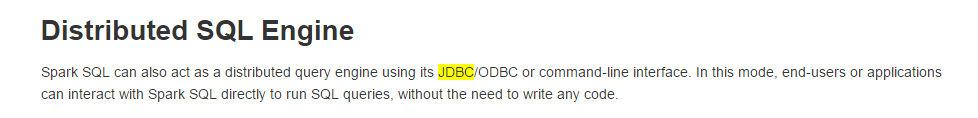 Distributed SQL Engine
Spark SQL can also act as a distributed query engine using its JDBC/ODBC or command-line interface. In this mode, end-users or applications
can interact with Spark SQL directly to run SQL queries, without the need to write any code.